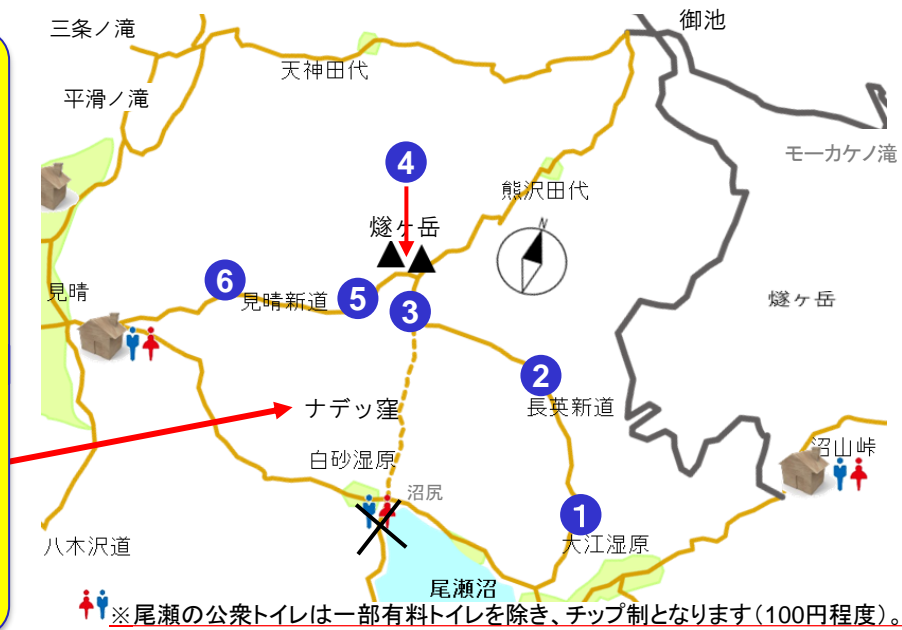 三条ノ滝
御池
天神田代
平滑ノ滝
モーカケノ滝
4
熊沢田代
燧ヶ岳
N
6
見晴
見晴新道
5
3
燧ヶ岳
2
長英新道
ナデッ窪
沼山峠
白砂湿原
沼尻
1
八木沢道
大江湿原
尾瀬沼
※尾瀬の公衆トイレは一部有料トイレを除き、チップ制となります(100円程度)。